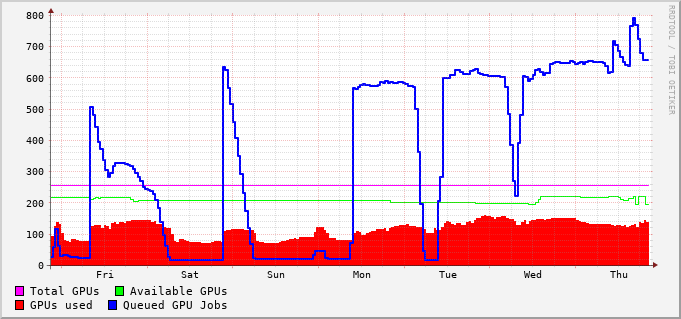 800
700
600
500
400
300
200
100
0
Fri Sat Sun Mon Tue Wed Thu
RRDTOOL / TOBI OETIKER
Total GPUs Available GPUs
GPUs used Queued GPU Jobs